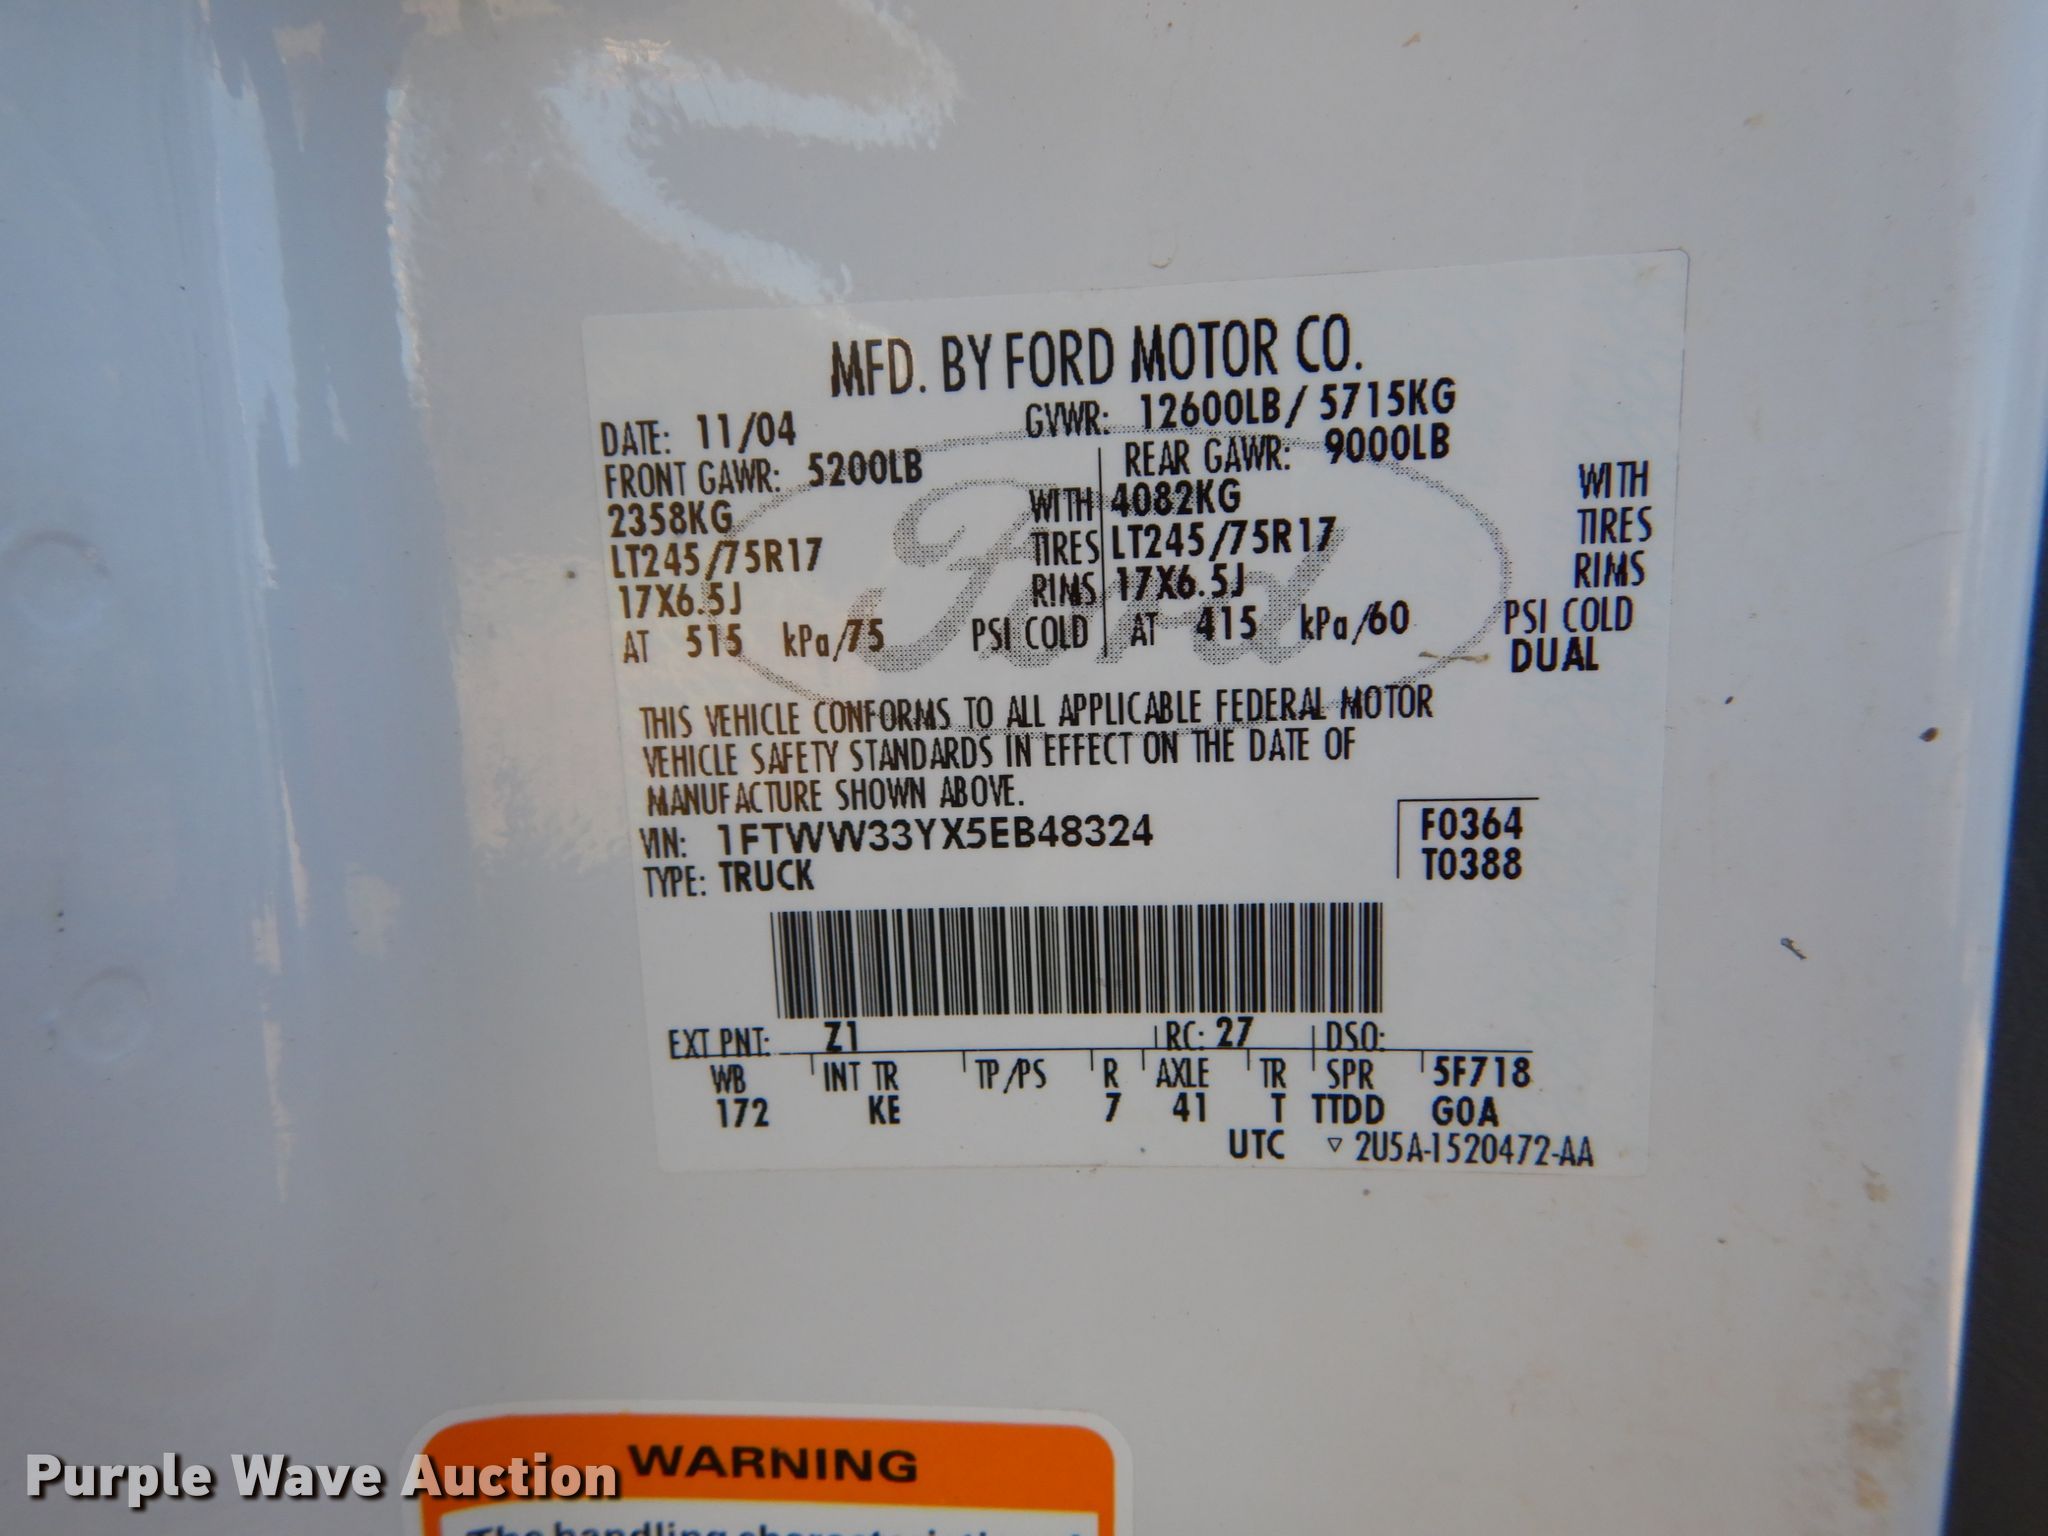 MFD. BY FORD MOTOR CO.
DATE: 11/04 GVWR: 12600LB/ 5715KG
FRONT GAWR: 5200LB REAR GAWR: 9000LB
2358KG WITH 4082KG WITH
LT245/75R17 TIRES LT245/75R17 TIRES
17X6.5J RIMS 17X6.5J RIMS
AT 515 kPa/75 PSI COLD AT 415 kPa/60 PSI COLD
DUAL
Ford
THIS VEHICLE CONFORMS TO ALL APPLICABLE FEDERAL MOTOR
VEHICLE SAFETY STANDARDS IN EFFECT ON THE DATE OF
MANUFACTURE SHOWN ABOVE.
VIN: 1FTWW33YX5EB48324 F0364
TYPE: TRUCK T0388
EXT PNT: Z1 RC: 27 DSO:
WB INT TR TP/PS R AXLE TR SPR 5F718
172 KE 7 41 T TTDD G0A
UTC ▽ 2U5A-1520472-AA
WARNING
Purple Wave Auction
The handling